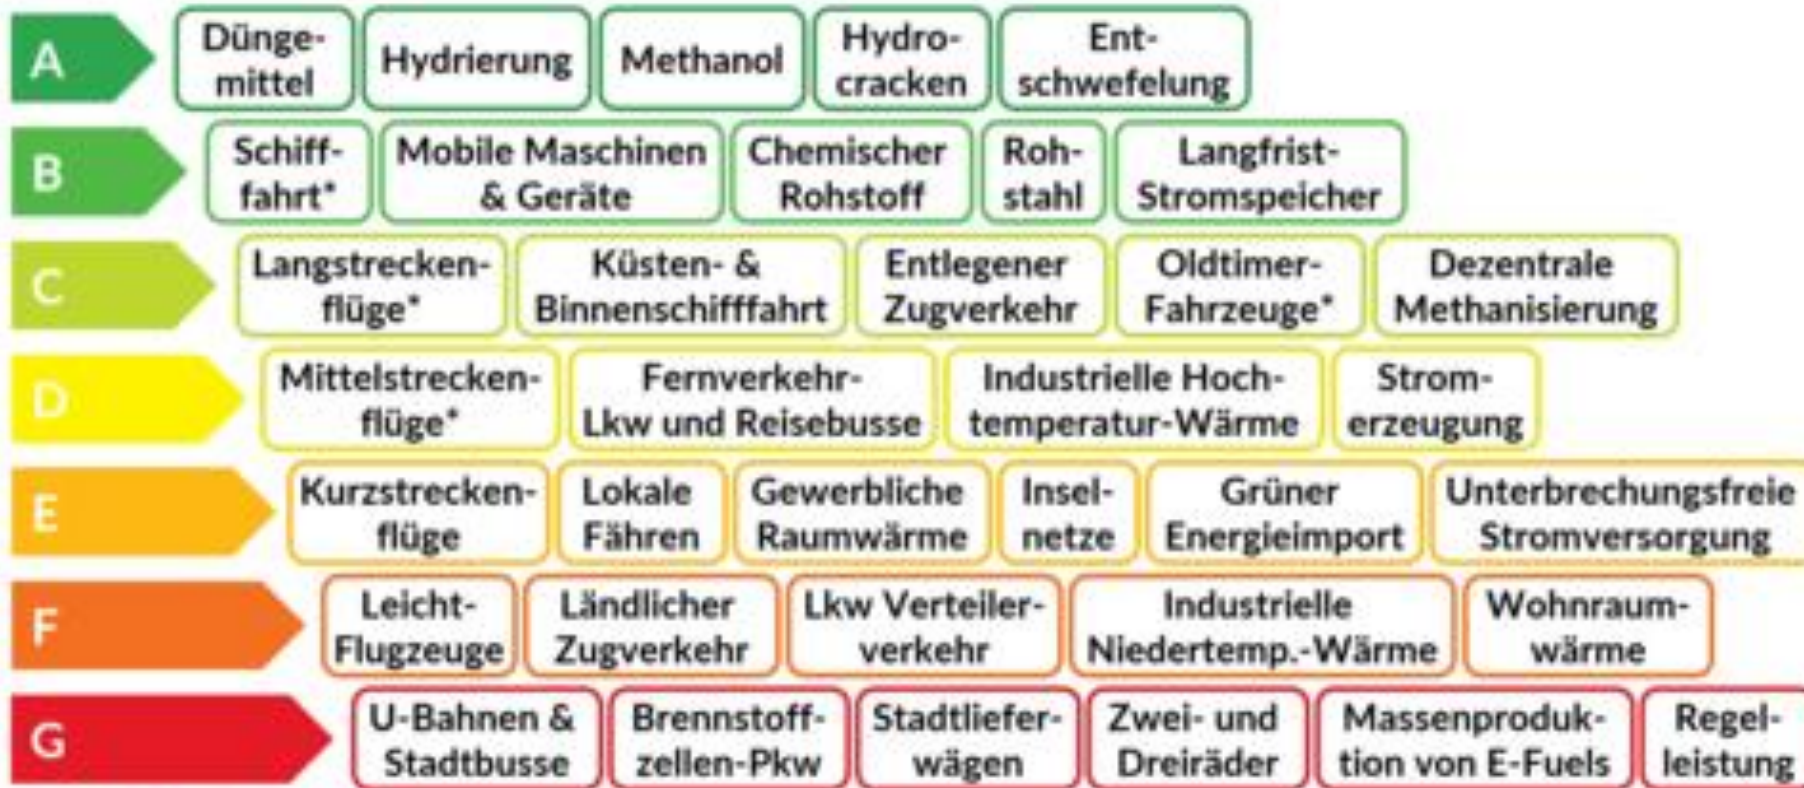 A
Dünge-
mittel
Hydrierung
Methanol
Hydro-
cracken
Ent-
schwefelung
B
Schiff-
fahrt*
Mobile Maschinen
& Geräte
Chemischer
Rohstoff
Roh-
stahl
Langfrist-
Stromspeicher
C
Langstrecken-
flüge*
Küsten- &
Binnenschifffahrt
Entlegener
Zugverkehr
Oldtimer-
Fahrzeuge*
Dezentrale
Methanisierung
D
Mittelstrecken-
flüge*
Fernverkehr-
Lkw und Reisebusse
Industrielle Hoch-
temperatur-Wärme
Strom-
erzeugung
E
Kurzstrecken-
flüge
Lokale
Fähren
Gewerbliche
Raumwärme
Insel-
netze
Grüner
Energieimport
Unterbrechungsfreie
Stromversorgung
F
Leicht-
Flugzeuge
Ländlicher
Zugverkehr
Lkw Verteiler-
verkehr
Industrielle
Niedertemp.-Wärme
Wohnraum-
wärme
G
U-Bahnen &
Stadtbusse
Brennstoff-
zellen-Pkw
Stadtliefer-
wägen
Zwei- und
Dreiräder
Massenproduk-
tion von E-Fuels
Regel-
leistung